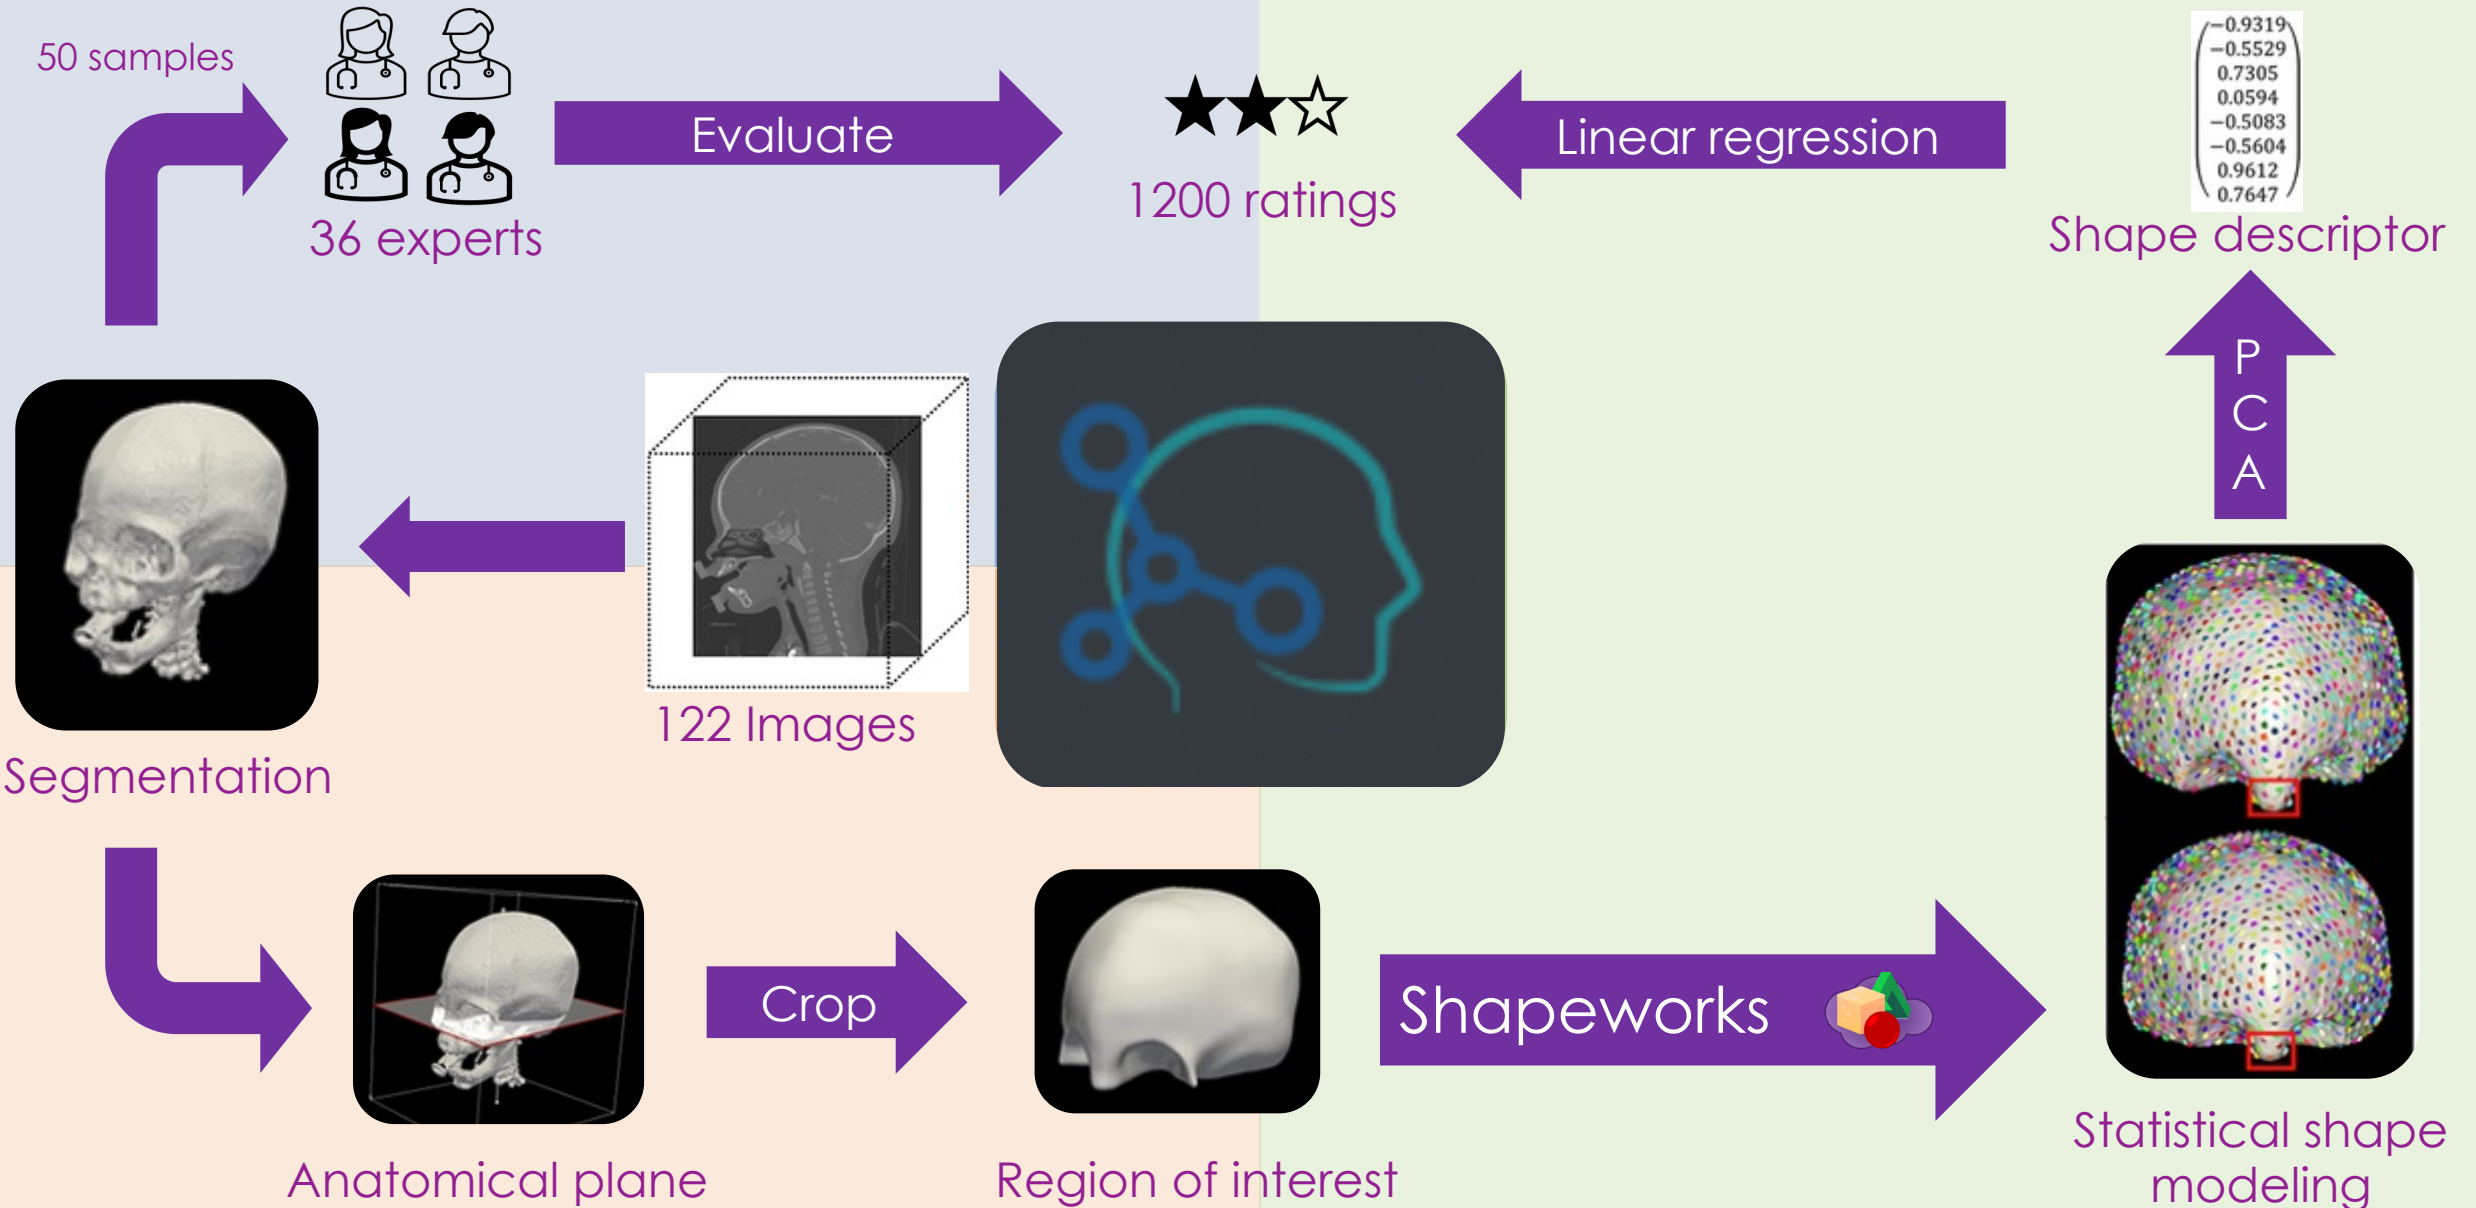 50 samples
36 experts
Evaluate
1200 ratings
Linear regression
−0.9319
−0.5529
0.7305
0.0594
−0.5083
−0.5604
0.9612
0.7647
Shape descriptor
P
C
A
122 Images
Segmentation
Anatomical plane
Crop
Region of interest
Shapeworks
Statistical shape
modeling